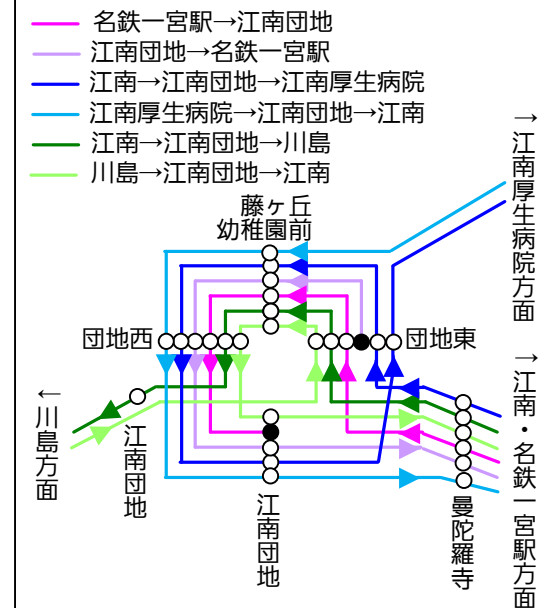 名鉄一宮駅→江南団地
江南団地→名鉄一宮駅
江南→江南団地→江南厚生病院
江南厚生病院→江南団地→江南
江南→江南団地→川島
川島→江南団地→江南
→江南厚生病院方面
藤ヶ丘
幼稚園前
団地西
団地東
←川島方面
江南団地
江南団地
曼陀羅寺
→江南・名鉄一宮駅方面